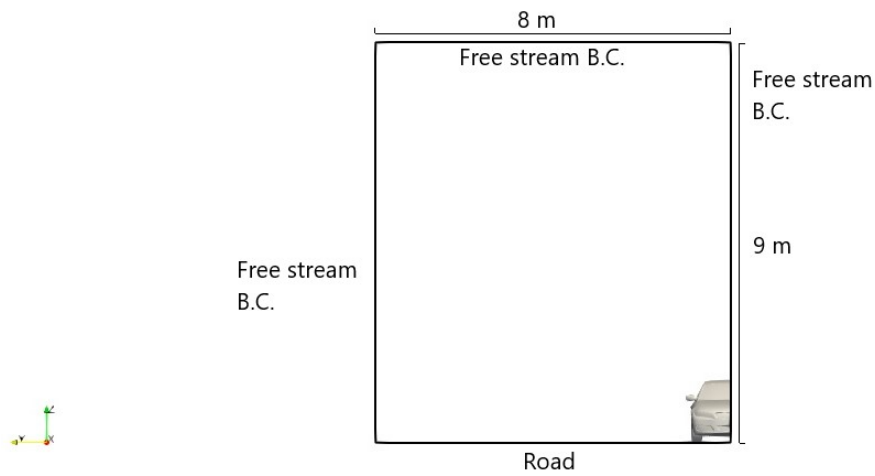 8 m
Free stream B.C.
Free stream
B.C.
9 m
Free stream
B.C.
Road
Z
Y
X